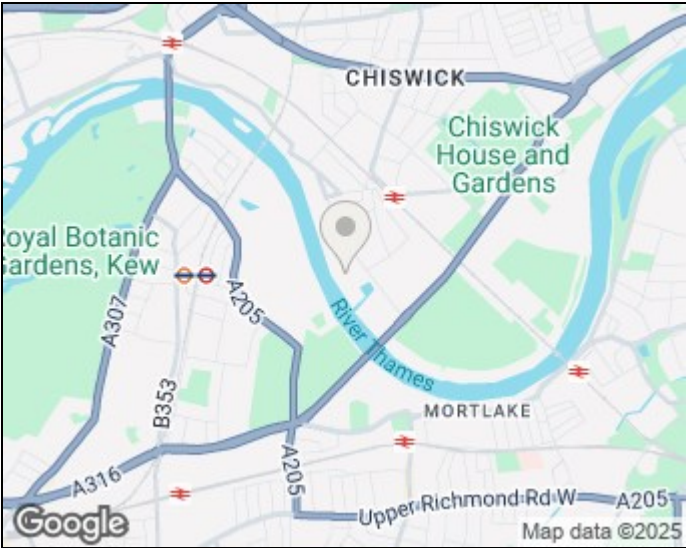 CHISWICK
Chiswick
House and
Gardens
Royal Botanic
Gardens, Kew
A307
A205
River Thames
B353
MORTLAKE
A316
A205
Upper Richmond Rd W
A205
Google
Map data ©2025